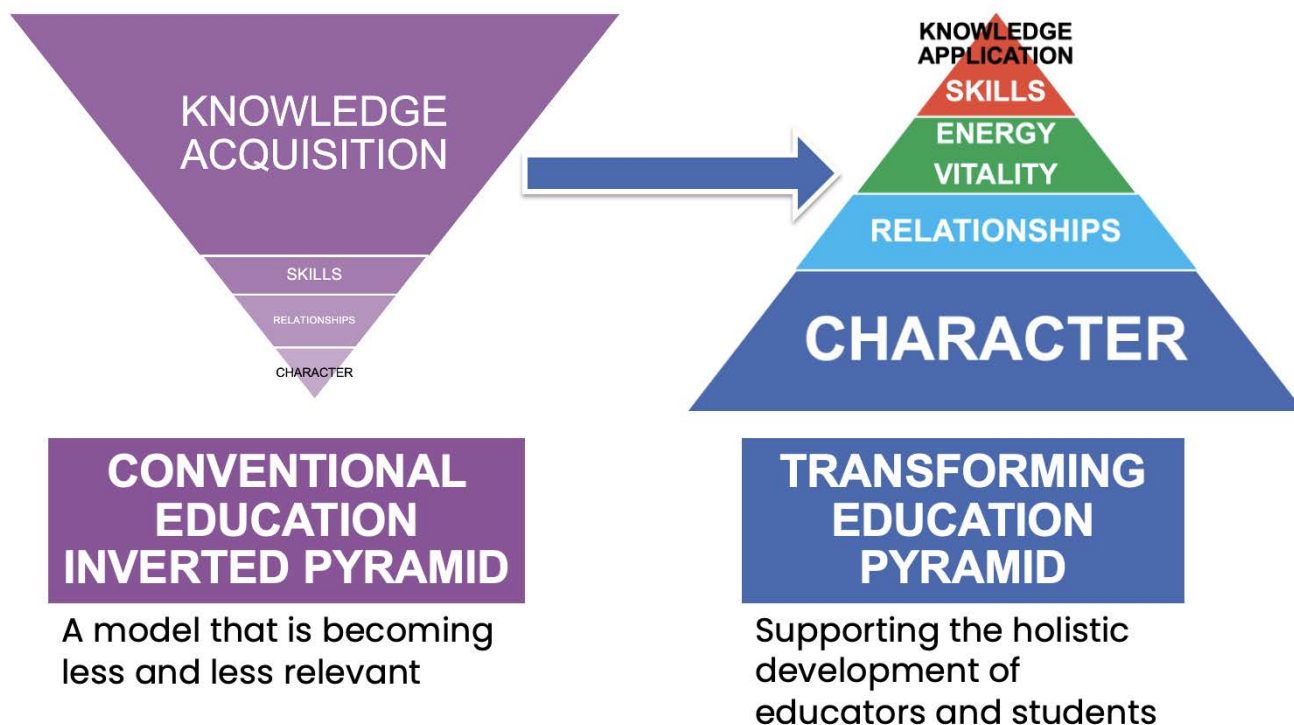 KNOWLEDGE
ACQUISITION
SKILLS
RELATIONSHIPS
CHARACTER
CONVENTIONAL
EDUCATION
INVERTED PYRAMID
A model that is becoming
less and less relevant
KNOWLEDGE
APPLICATION
SKILLS
ENERGY
VITALITY
RELATIONSHIPS
CHARACTER
TRANSFORMING
EDUCATION
PYRAMID
Supporting the holistic
development of
educators and students